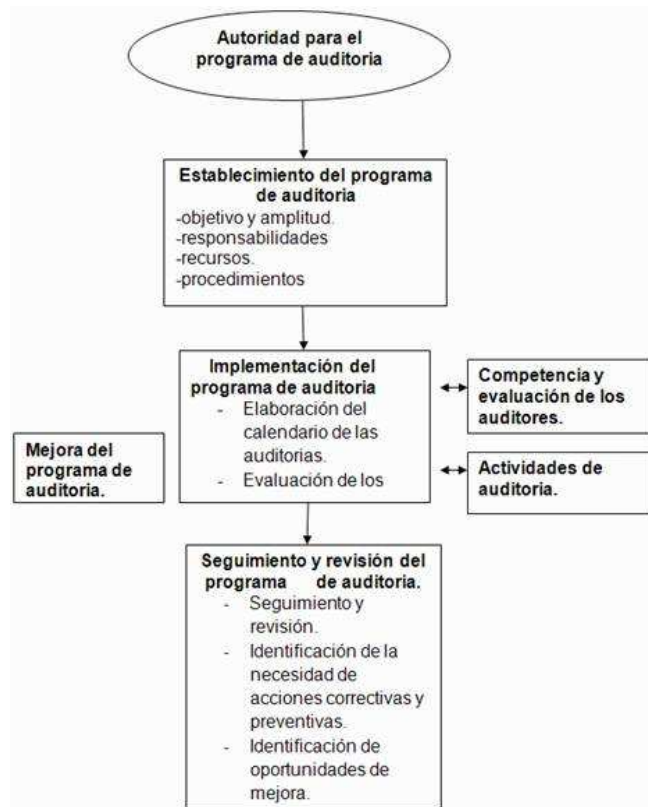 Autoridad para el
programa de auditoria
Establecimiento del programa
de auditoria
-objetivo y amplitud.
-responsabilidades
-recursos.
-procedimientos
Implementación del
programa de auditoria
- Elaboración del
calendario de las
auditorias.
- Evaluación de los
Competencia y
evaluación de los
auditores.
Mejora del
programa de
auditoria.
Actividades de
auditoria.
Seguimiento y revisión del
programa de auditoria.
- Seguimiento y
revisión.
- Identificación de la
necesidad de
acciones correctivas y
preventivas.
- Identificación de
oportunidades de
mejora.